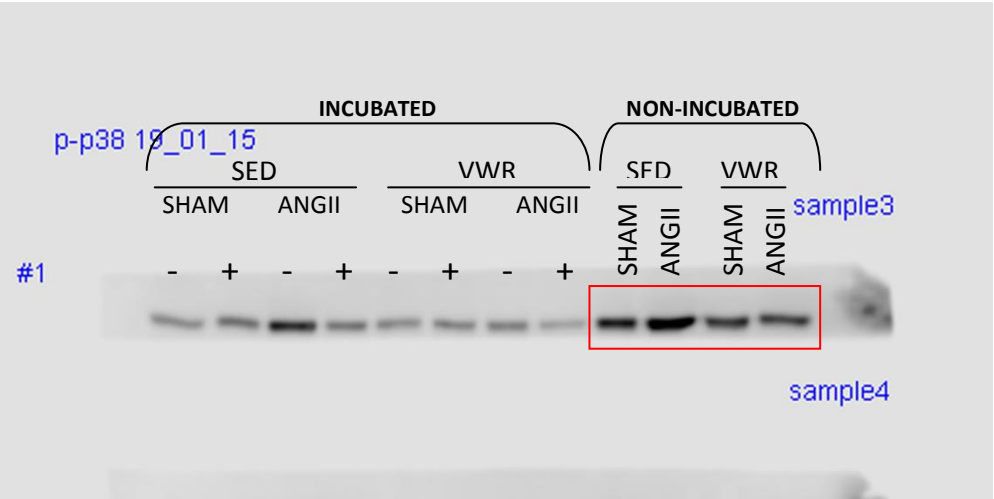 INCUBATED NON-INCUBATED
p-p38 19_01_15
SED VWR SED VWR
SHAM ANGII SHAM ANGII SHAM ANGII SHAM ANGII sample3
#1 - + - + - + - +
sample4